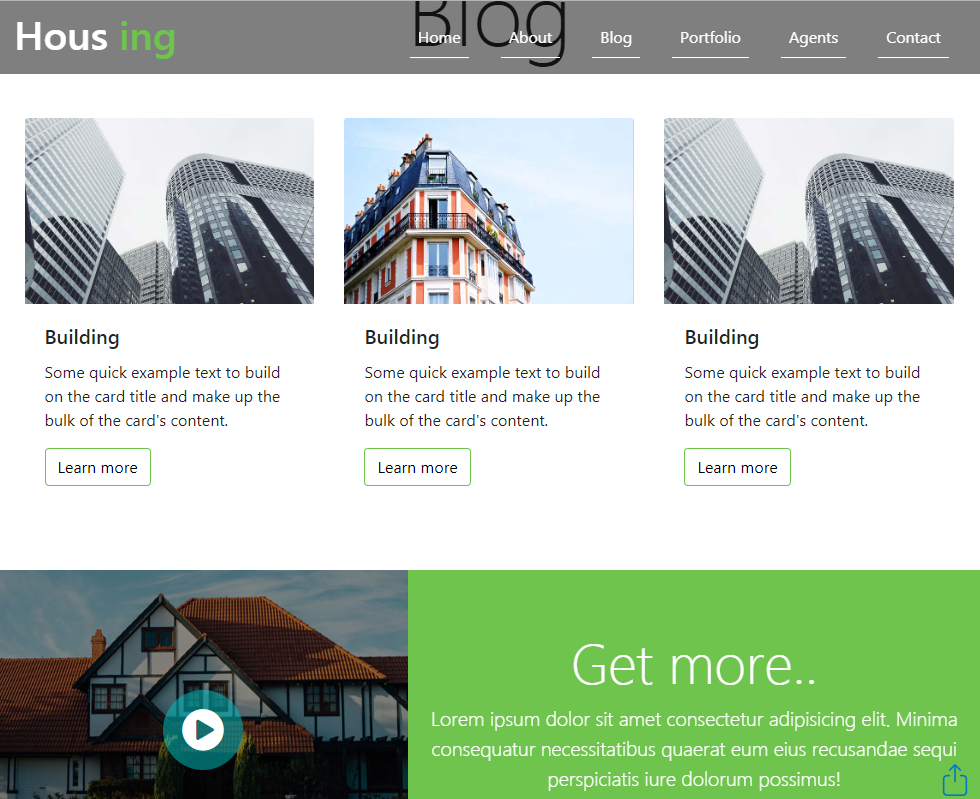 Blog
Hous ing
Home About Blog Portfolio Agents Contact
Building
Some quick example text to build
on the card title and make up the
bulk of the card's content.
Learn more
Building
Some quick example text to build
on the card title and make up the
bulk of the card's content.
Learn more
Building
Some quick example text to build
on the card title and make up the
bulk of the card's content.
Learn more
Get more..
Lorem ipsum dolor sit amet consectetur adipisicing elit. Minima
consequatur necessitatibus quaerat eum eius recusandae sequi
perspiciatis iure dolorum possimus!